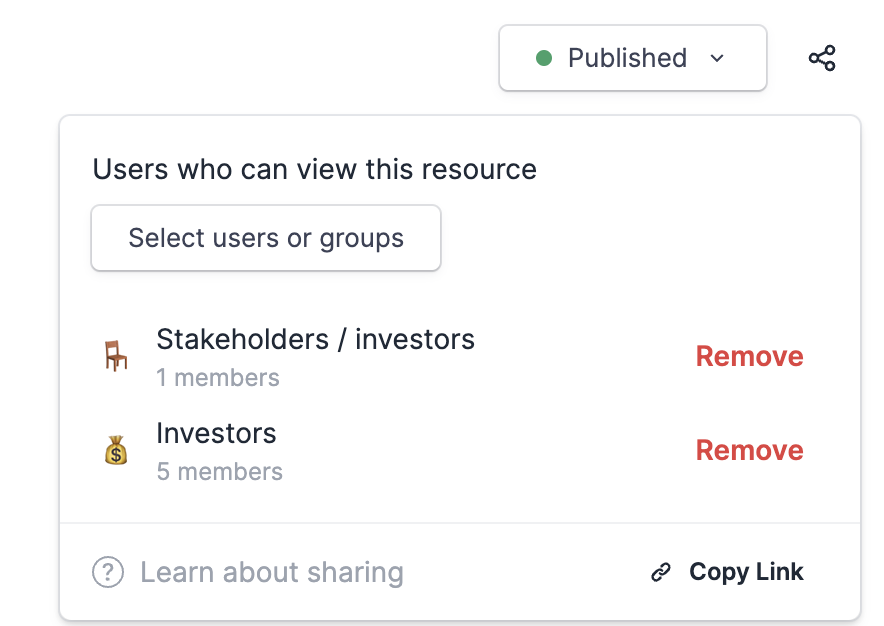 Published
Users who can view this resource
Select users or groups
Stakeholders / investors
1 members
Remove
Investors
5 members
Remove
Learn about sharing
Copy Link